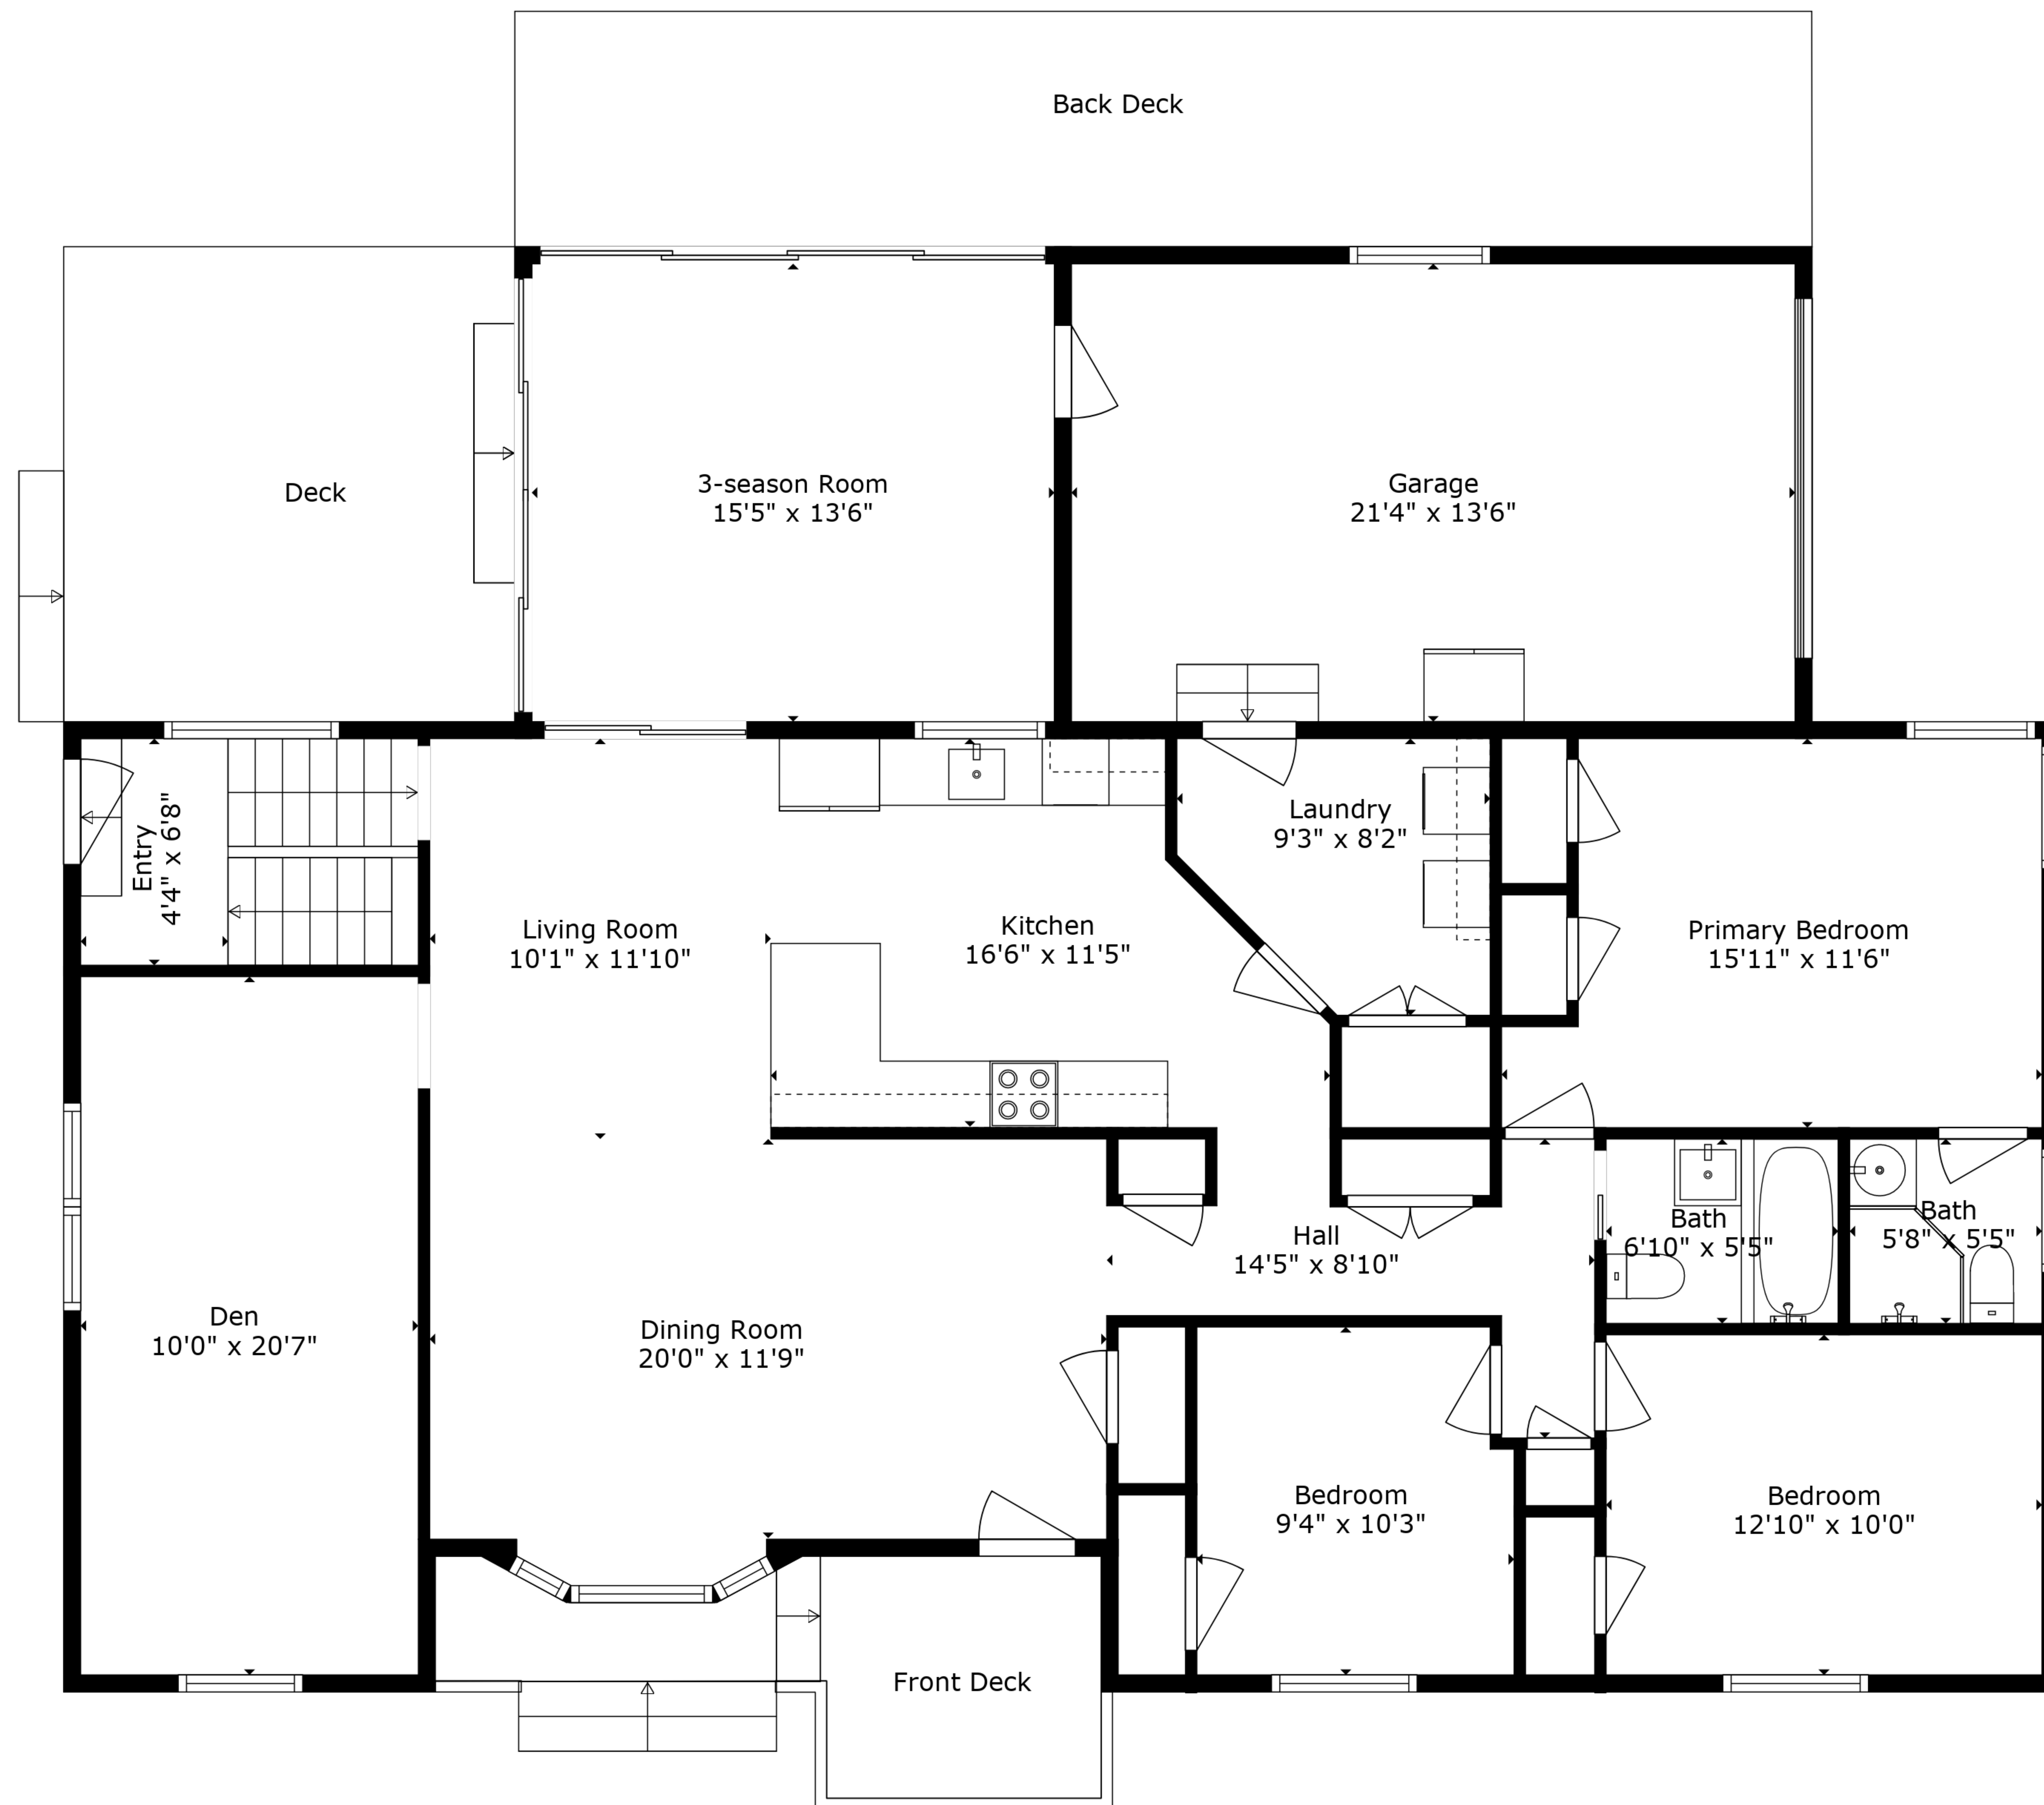 Back Deck
Deck
3-season Room
15'5" x 13'6"
Garage
21'4" x 13'6"
Entry
4'4" x 6'8"
Living Room
10'1" x 11'10"
Kitchen
16'6" x 11'5"
Laundry
9'3" x 8'2"
Primary Bedroom
15'11" x 11'6"
Den
10'0" x 20'7"
Dining Room
20'0" x 11'9"
Hall
14'5" x 8'10"
Bath
6'10" x 5'5"
Bath
5'8" x 5'5"
Bedroom
9'4" x 10'3"
Bedroom
12'10" x 10'0"
Front Deck